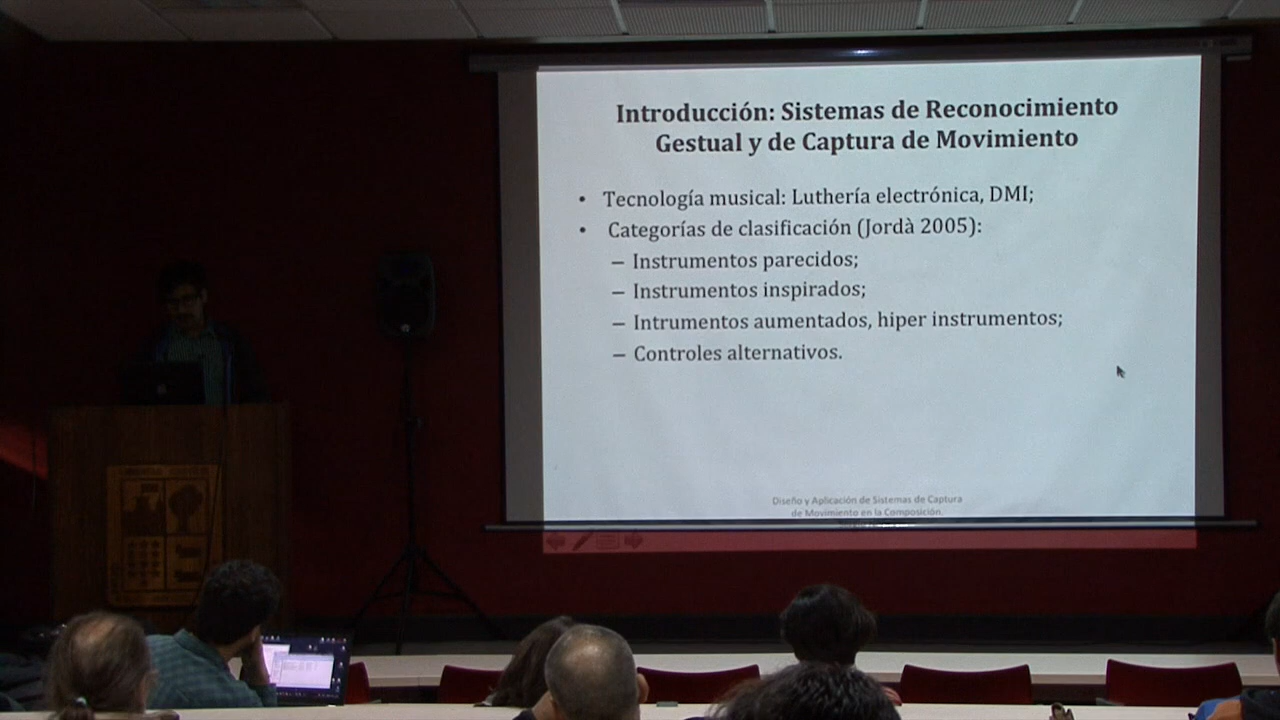 Introducción: Sistemas de Reconocimiento
Gestual y de Captura de Movimiento
• Tecnología musical: Luthería electrónica, DMI;
• Categorías de clasificación (Jordà 2005):
– Instrumentos parecidos;
– Instrumentos inspirados;
– Intrumentos aumentados, hiper instrumentos;
– Controles alternativos.
Diseño y Aplicación de Sistemas de Captura
de Movimiento en la Composición.